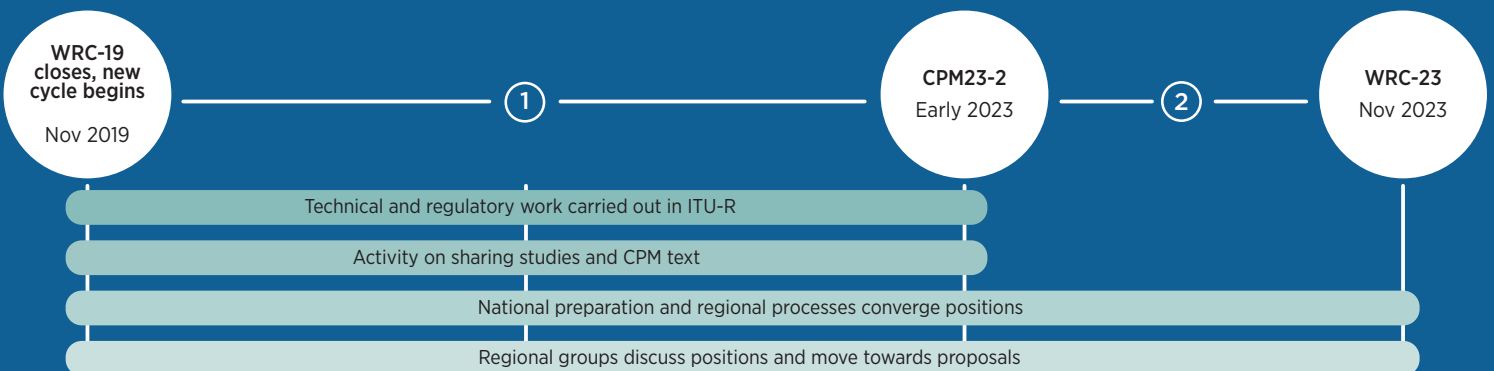 WRC-19
closes, new
cycle begins
Nov 2019
1
CPM23-2
Early 2023
2
WRC-23
Nov 2023
Technical and regulatory work carried out in ITU-R
Activity on sharing studies and CPM text
National preparation and regional processes converge positions
Regional groups discuss positions and move towards proposals